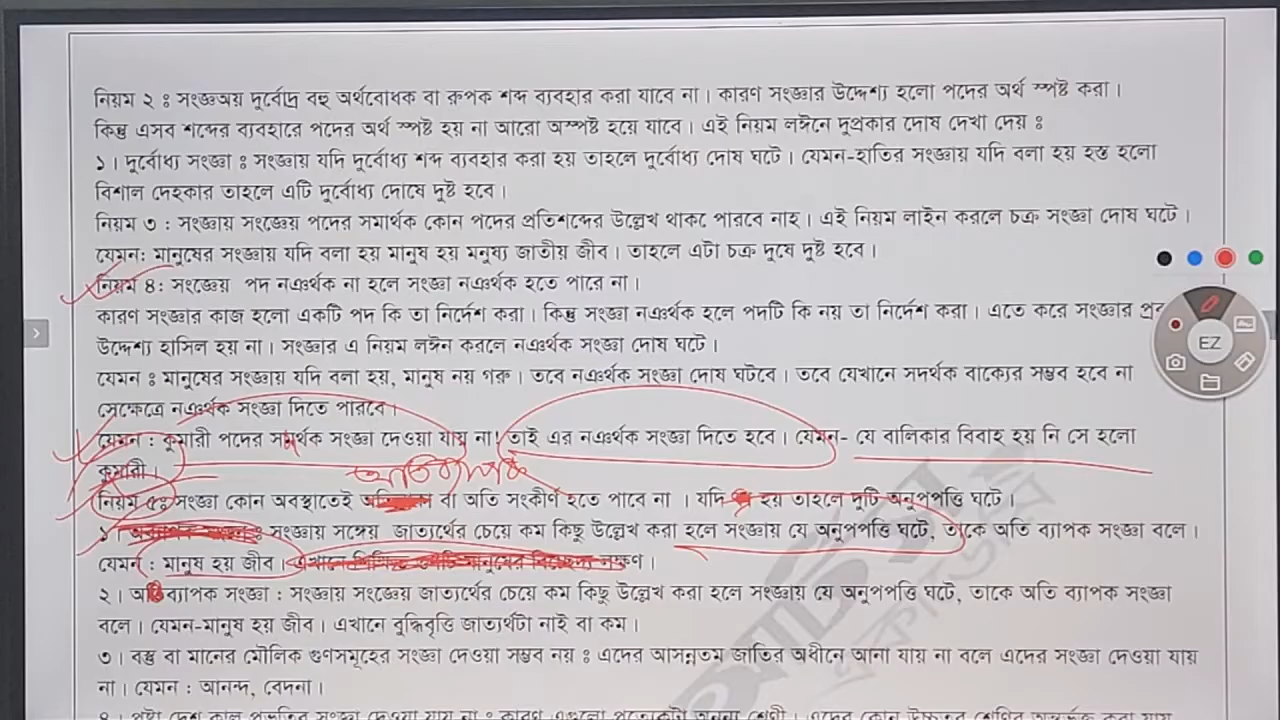 নিয়ম ২ ঃ সংজ্ঞঅয় দুর্বোদ্র বহু অর্থবোধক বা রুপক শব্দ ব্যবহার করা যাবে না। কারণ সংজ্ঞার উদ্দেশ্য হলো পদের অর্থ স্পষ্ট করা।
কিন্তু এসব শব্দের ব্যবহারে পদের অর্থ স্পষ্ট হয় না আরো অস্পষ্ট হয়ে যাবে। এই নিয়ম লঙ্গনে দুপ্রকার দোষ দেখা দেয় ঃ
১। দুর্বোধ্য সংজ্ঞা ঃ সংজ্ঞায় যদি দুর্বোধ্য শব্দ ব্যবহার করা হয় তাহলে দুর্বোধ্য দোষ ঘটে। যেমন-হাতির সংজ্ঞায় যদি বলা হয় হস্ত হলো
বিশাল দেহকার তাহলে এটি দুর্বোধ্য দোষে দুষ্ট হবে।
নিয়ম ৩ : সংজ্ঞায় সংজ্ঞেয় পদের সমার্থক কোন পদের প্রতিশব্দের উল্লেখ থাকতে পারবে নাহ। এই নিয়ম লাইন করলে চক্র সংজ্ঞা দোষ ঘটে।
যেমন: মানুষের সংজ্ঞায় যদি বলা হয় মানুষ হয় মনুষ্য জাতীয় জীব। তাহলে এটা চক্র দুষে দুষ্ট হবে।
নিয়ম ৪: সংজ্ঞেয় পদ নঞর্থক না হলে সংজ্ঞা নঞর্থক হতে পারে না।
কারণ সংজ্ঞার কাজ হলো একটি পদ কি তা নির্দেশ করা। কিন্তু সংজ্ঞা নঞর্থক হলে পদটি কি নয় তা নির্দেশ করা। এতে করে সংজ্ঞার
উদ্দেশ্য হাসিল হয় না। সংজ্ঞার এ নিয়ম লঙ্গন করলে নঞর্থক সংজ্ঞা দোষ ঘটে।
যেমন ঃ মানুষের সংজ্ঞায় যদি বলা হয়, মানুষ নয় গরু। তবে নঞর্থক সংজ্ঞা দোষ ঘটবে। তবে যেখানে সদর্থক বাক্যের সম্ভব হবে না
সেক্ষেত্রে নঞর্থক সংজ্ঞা দিতে পারবে।
যেমন : কুমারী পদের সমর্থক সংজ্ঞা দেওয়া যায় না। তাই এর নঞর্থক সংজ্ঞা দিতে হবে। যেমন- যে বালিকার বিবাহ হয় নি সে হলো
কুমারী।
অতিব্যাপক
নিয়ম ৫ঃ সংজ্ঞা কোন অবস্থাতেই বা অতি সংকীর্ণ হতে পাবে না । যদি হয় তাহলে দুটি অনুপপত্তি ঘটে।
১। সংজ্ঞায় সঙ্গেয় জাত্যর্থের চেয়ে কম কিছু উল্লেখ করা হলে সংজ্ঞায় যে অনুপপত্তি ঘটে, তাকে অতি ব্যাপক সংজ্ঞা বলে।
যেমন : মানুষ হয় জীব।
২। ব্যাপক সংজ্ঞা : সংজ্ঞায় সংজ্ঞেয় জাত্যর্থের চেয়ে কম কিছু উল্লেখ করা হলে সংজ্ঞায় যে অনুপপত্তি ঘটে, তাকে অতি ব্যাপক সংজ্ঞা
বলে। যেমন-মানুষ হয় জীব। এখানে বুদ্ধিবৃত্তি জাত্যর্থটা নাই বা কম।
৩। বস্তু বা মানের মৌলিক গুণসমূহের সংজ্ঞা দেওয়া সম্ভব নয় ঃ এদের আসন্নতম জাতির অধীনে আনা যায় না বলে এদের সংজ্ঞা দেওয়া যায়
না। যেমন : আনন্দ, বেদনা।
EZ